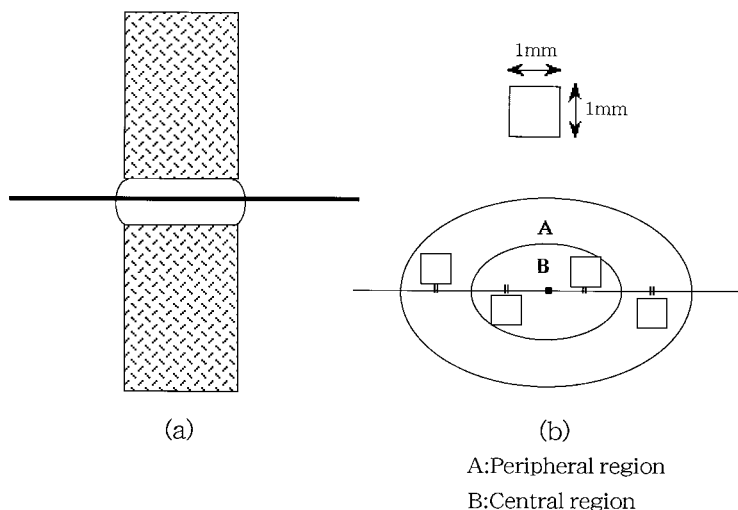 1mm
1mm
A
B
(a)
(b)
A:Peripheral region
B:Central region